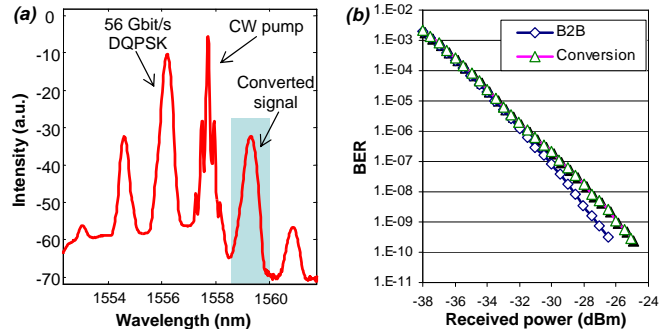 (a)
0
-10
-20
-30
-40
-50
-60
-70
Intensity (a.u.)
56 Gbit/s
DQPSK
CW pump
Converted
signal
1554
1556
1558
1560
Wavelength (nm)
(b)
1.E-02
1.E-03
1.E-04
1.E-05
1.E-06
1.E-07
1.E-08
1.E-09
1.E-10
1.E-11
BER
B2B
Conversion
-38
-36
-34
-32
-30
-28
-26
-24
Received power (dBm)